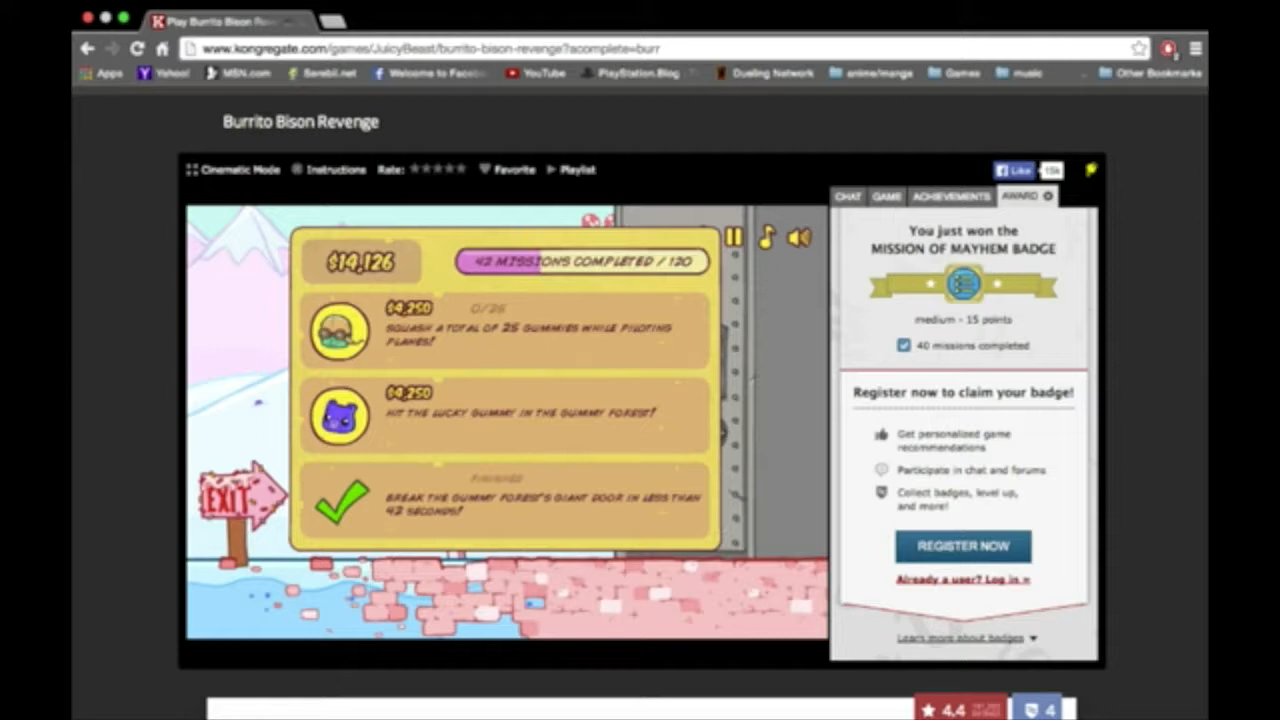 Play Burrito Bison Reve
www.kongregate.com/games/JuicyBeast/burrito-bison-revenge?acomplete=burr
Apps Yahoo! MSN.com Serebii.net Welcome to Faceb YouTube PlayStation.Blog Dueling Network anime/manga Games music Other Bookmarks
Burrito Bison Revenge
Cinematic Mode Instructions Rate: Favorite Playlist Like 15k
CHAT GAME ACHIEVEMENTS AWARD
$14,126
42 MISSIONS COMPLETED / 120
$4,250 0/25
SQUASH A TOTAL OF 25 GUMMIES WHILE PILOTING
PLANES!
$4,250
HIT THE LUCKY GUMMY IN THE GUMMY FOREST!
FINISHED
BREAK THE GUMMY FOREST'S GIANT DOOR IN LESS THAN
42 SECONDS!
EXIT
You just won the
MISSION OF MAYHEM BADGE
medium - 15 points
40 missions completed
Register now to claim your badge!
Get personalized game
recommendations
Participate in chat and forums
Collect badges, level up,
and more!
REGISTER NOW
Already a user? Log in »
Learn more about badges
4.4
4